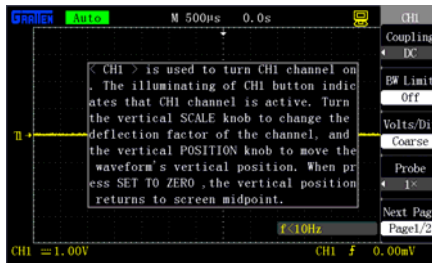 GRATTEN Auto M 500μs 0.0s CH1
Coupling
DC
BW Limit
Off
Volts/Di
Coarse
Probe
1×
Next Pag
Page1/2
< CH1 > is used to turn CH1 channel on
. The illuminating of CH1 button indic
ates that CH1 channel is active. Turn
the vertical SCALE knob to change the
deflection factor of the channel, and
the vertical POSITION knob to move the
waveform's vertical position. When pr
ess SET TO ZERO ,the vertical position
returns to screen midpoint.
f<10Hz
CH1 1.00V CH1 0.00mV